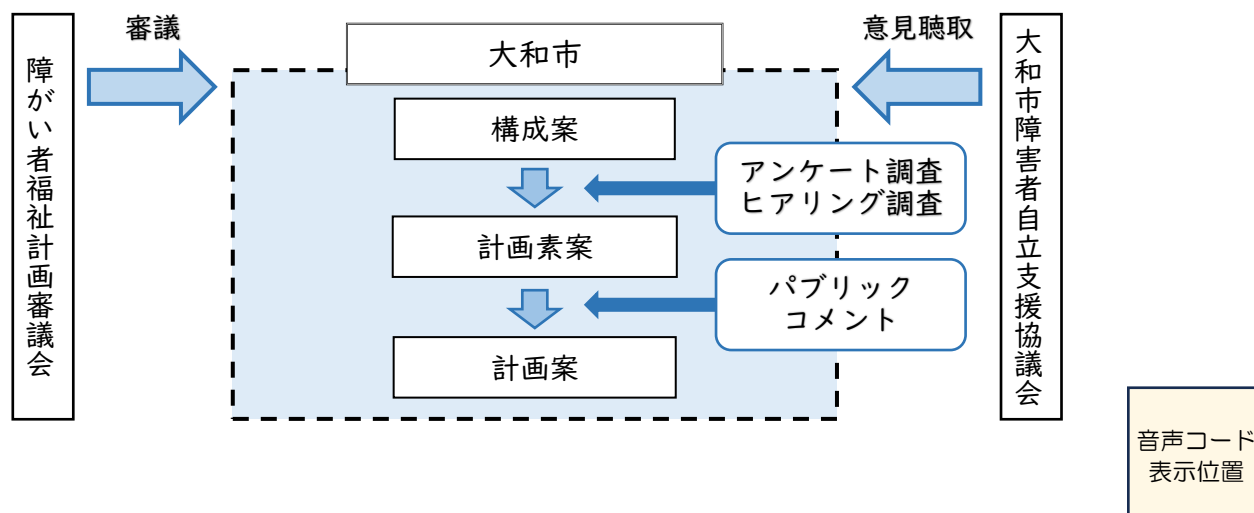 障がい者福祉計画審議会
審議
大和市
構成案
アンケート調査
ヒアリング調査
計画素案
パブリック
コメント
計画案
意見聴取
大和市障害者自立支援協議会
音声コード
表示位置